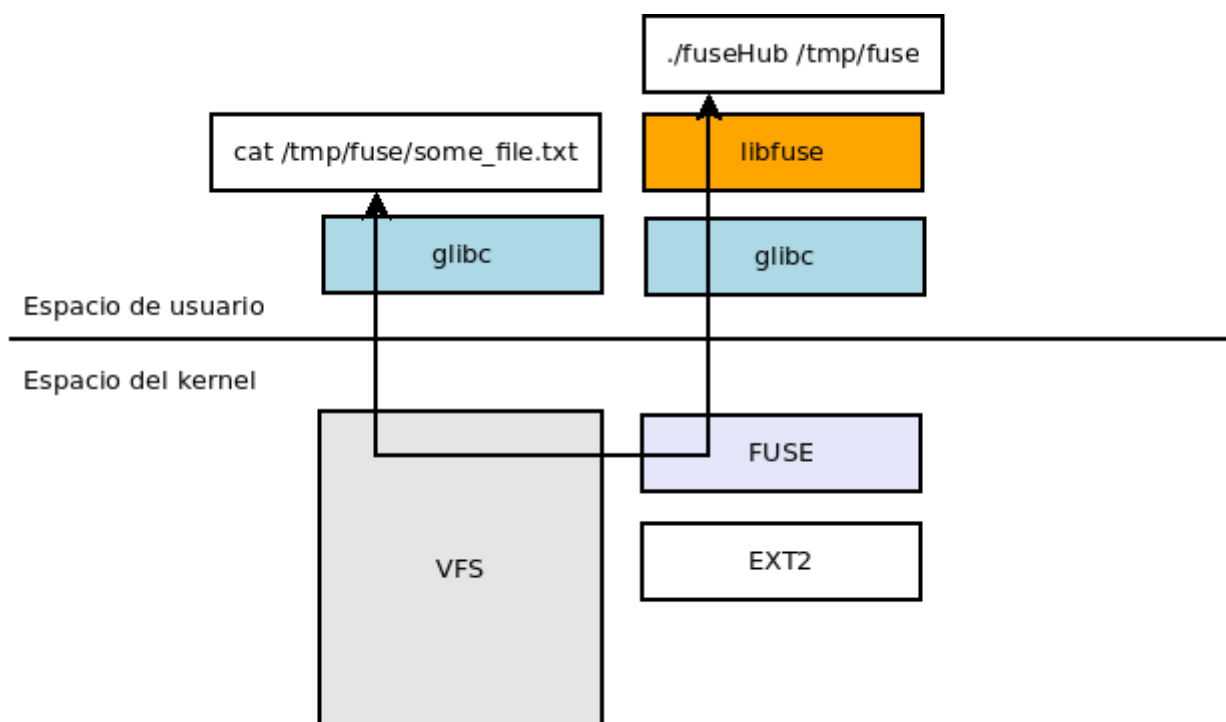 ./fuseHub /tmp/fuse
cat /tmp/fuse/some_file.txt
libfuse
glibc
glibc
Espacio de usuario
Espacio del kernel
FUSE
VFS
EXT2